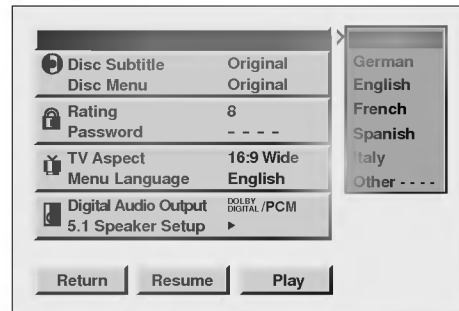 Disc Subtitle Original
Disc Menu Original
Rating 8
Password - - - -
TV Aspect 16:9 Wide
Menu Language English
Digital Audio Output DOLBY DIGITAL /PCM
5.1 Speaker Setup ►
Return Resume Play
German
English
French
Spanish
Italy
Other - - - -